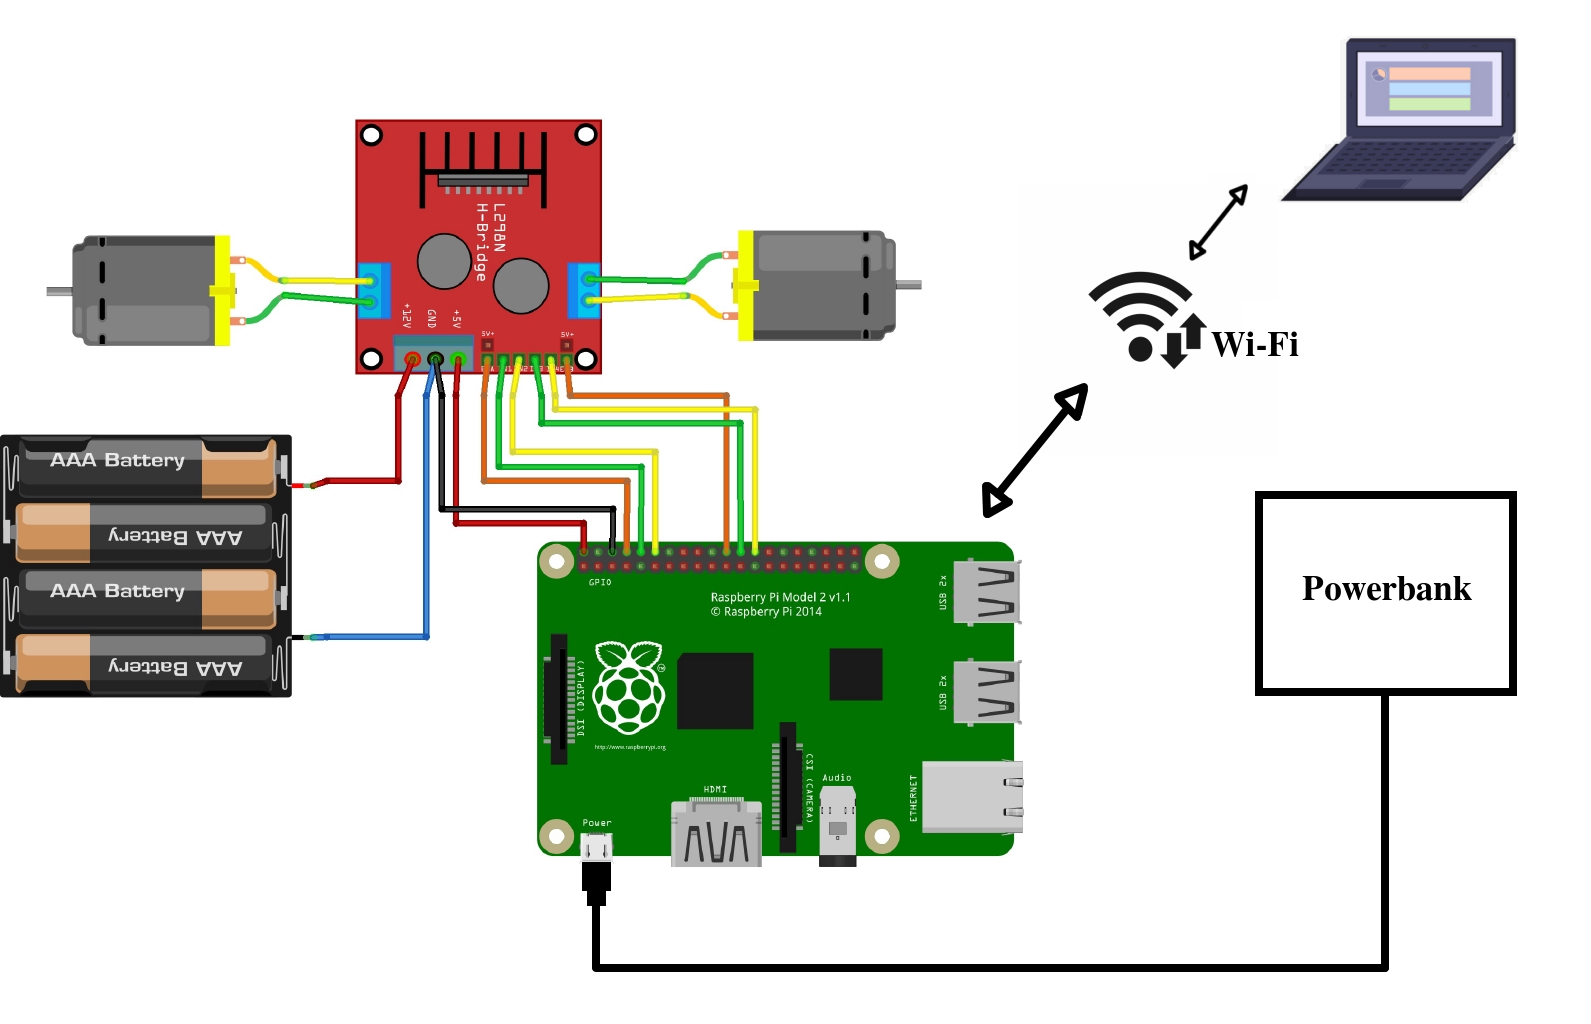 L298N
H-Bridge
+12V
GND
+5V
5V+
5V+
Wi-Fi
AAA Battery
AAA Battery
AAA Battery
AAA Battery
GPIO
Raspberry Pi Model 2 v1.1
© Raspberry Pi 2014
USB 2x
USB 2x
DSI (DISPLAY)
http://www.raspberrypi.org
CSI (CAMERA)
HDMI
Audio
ETHERNET
Power
Powerbank